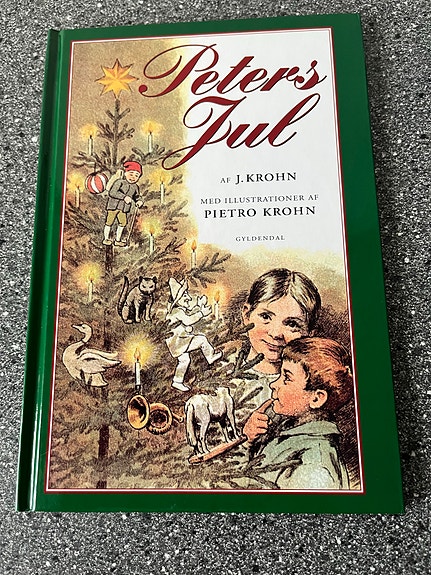 Peters
Jul
AF J. KROHN
MED ILLUSTRATIONER AF
PIETRO KROHN
GYLDENDAL